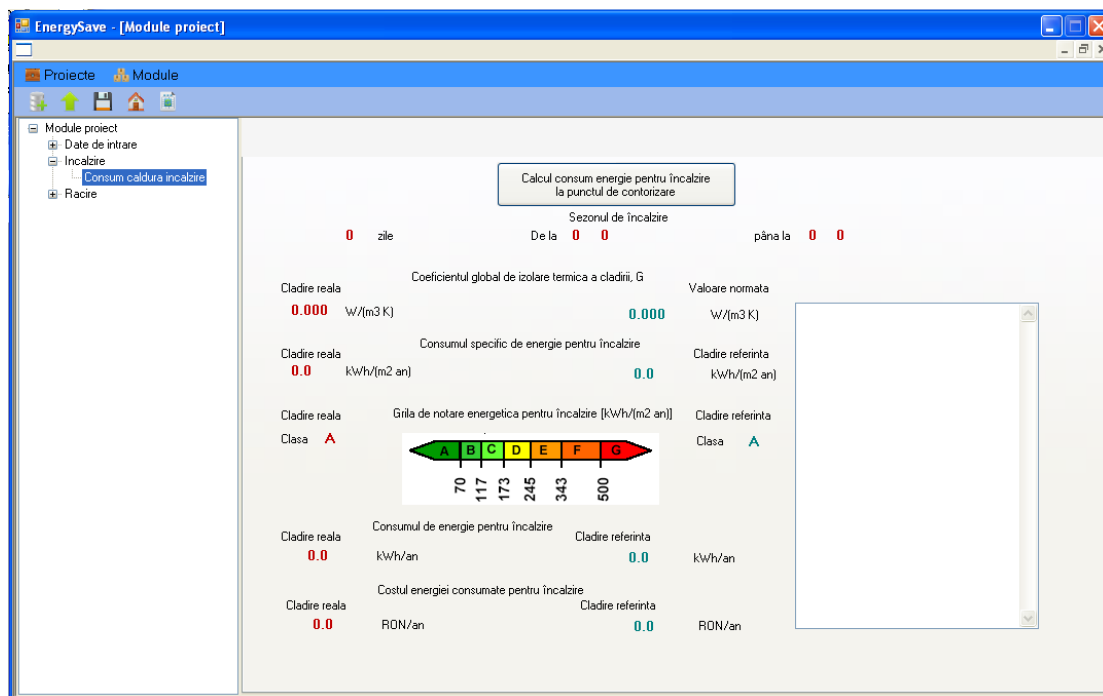 EnergySave - [Module proiect]
Proiecte Module
Module proiect
Date de intrare
Incalzire
Consum caldura incalzire
Racire
Calcul consum energie pentru încalzire
la punctul de contorizare
Sezonul de încalzire
0 zile De la 0 0 pâna la 0 0
Coeficientul global de izolare termica a cladirii, G
Cladire reala Valoare normata
0.000 W/(m3 K) 0.000 W/(m3 K)
Consumul specific de energie pentru încalzire
Cladire reala Cladire referinta
0.0 kWh/(m2 an) 0.0 kWh/(m2 an)
Cladire reala Grila de notare energetica pentru încalzire [kWh/(m2 an)] Cladire referinta
Clasa A Clasa A
A B C D E F G
70 117 173 245 343 500
Consumul de energie pentru încalzire
Cladire reala Cladire referinta
0.0 kWh/an 0.0 kWh/an
Costul energiei consumate pentru încalzire
Cladire reala Cladire referinta
0.0 RON/an 0.0 RON/an